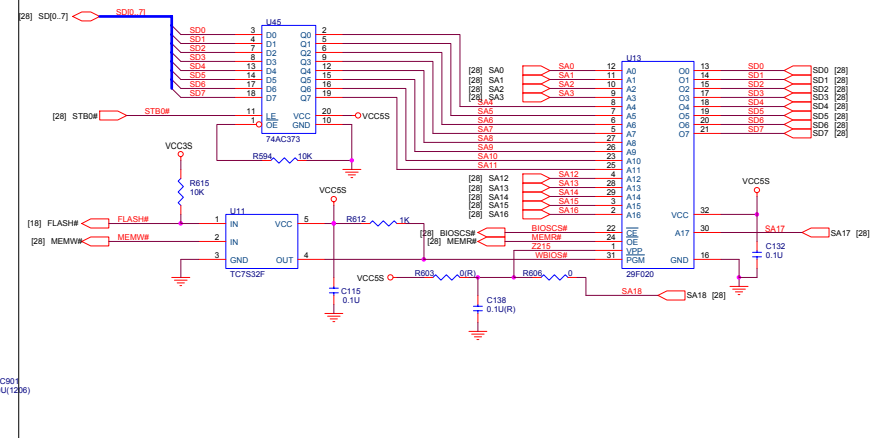 [28] SD[0..7] SD[0..7]
U45
SD0 3 D0 Q0 2
SD1 4 D1 Q1 5
SD2 7 D2 Q2 6
SD3 8 D3 Q3 9
SD4 13 D4 Q4 12
SD5 14 D5 Q5 15
SD6 17 D6 Q6 16
SD7 18 D7 Q7 19
[28] STB0# STB0# 11 LE VCC 20 VCC5S
1 OE GND 10
74AC373
R594 10K
U13
[28] SA0 SA0 12 A0 O0 13 SD0 SD0 [28]
[28] SA1 SA1 11 A1 O1 14 SD1 SD1 [28]
[28] SA2 SA2 10 A2 O2 15 SD2 SD2 [28]
[28] SA3 SA3 9 A3 O3 17 SD3 SD3 [28]
SA4 8 A4 O4 18 SD4 SD4 [28]
SA5 7 A5 O5 19 SD5 SD5 [28]
SA6 6 A6 O6 20 SD6 SD6 [28]
SA7 5 A7 O7 21 SD7 SD7 [28]
SA8 27 A8
SA9 26 A9
SA10 23 A10
SA11 25 A11
[28] SA12 SA12 4 A12
[28] SA13 SA13 28 A13
[28] SA14 SA14 29 A14
[28] SA15 SA15 3 A15
[28] SA16 SA16 2 A16
VCC 32 VCC5S
[28] BIOSCS# BIOSCS# 22 CE A17 30 SA17 SA17 [28]
[28] MEMR# MEMR# 24 OE
Z215 1 VPP
WBIOS# 31 PGM GND 16
29F020
C132
0.1U
VCC3S
R615
10K
VCC5S
U11
[18] FLASH# FLASH# 1 IN VCC 5 R612 1K
[28] MEMW# MEMW# 2 IN
3 GND OUT 4
TC7S32F
C115
0.1U
VCC5S R603 0(R) R606 0
SA18 SA18 [28]
C138
0.1U(R)
C901
0U(1206)